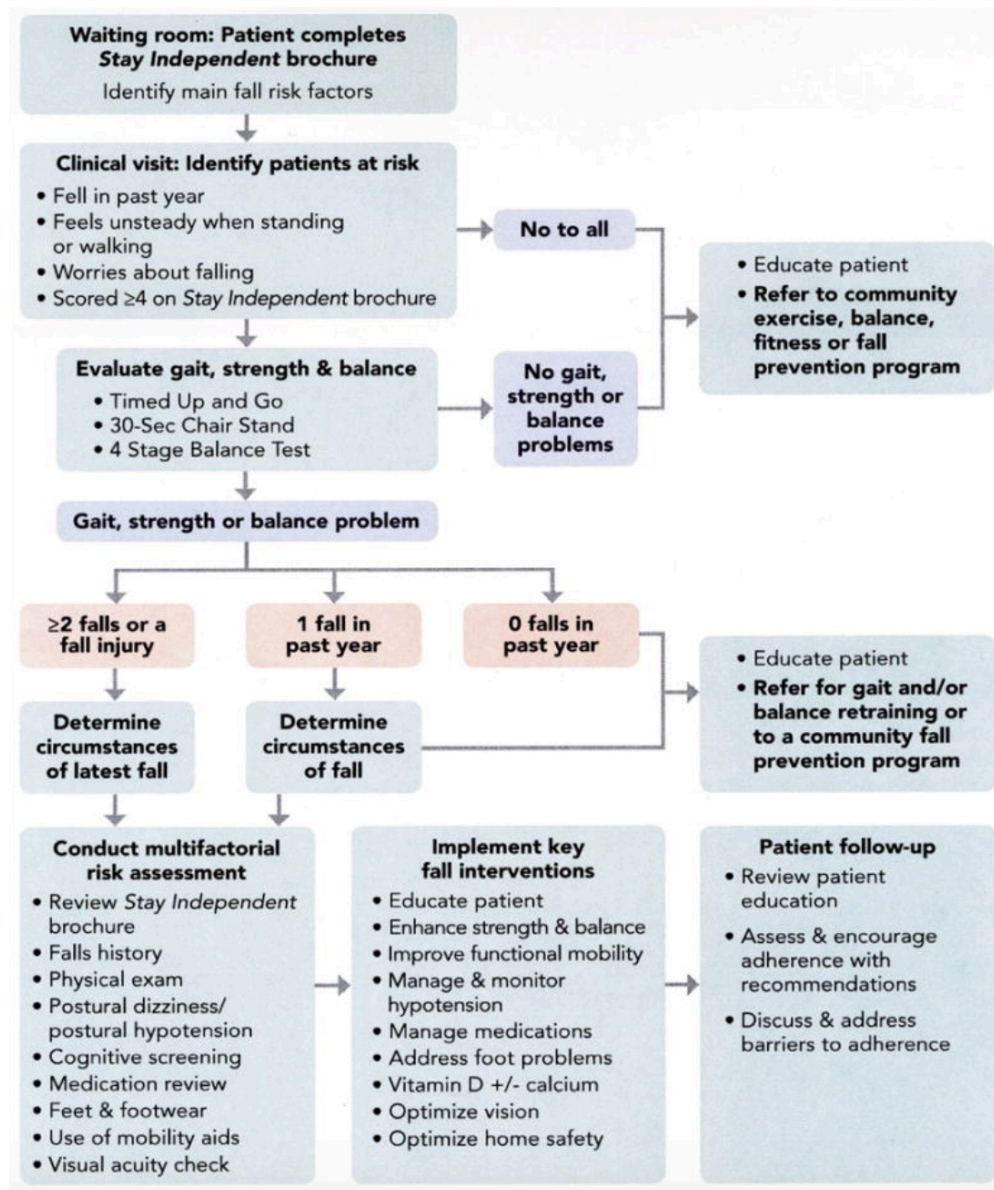 Waiting room: Patient completes
Stay Independent brochure
Identify main fall risk factors
Clinical visit: Identify patients at risk
• Fell in past year
• Feels unsteady when standing
or walking
• Worries about falling
• Scored ≥4 on Stay Independent brochure
No to all
• Educate patient
• Refer to community
exercise, balance,
fitness or fall
prevention program
Evaluate gait, strength & balance
• Timed Up and Go
• 30-Sec Chair Stand
• 4 Stage Balance Test
No gait,
strength or
balance
problems
Gait, strength or balance problem
≥2 falls or a
fall injury
1 fall in
past year
0 falls in
past year
• Educate patient
• Refer for gait and/or
balance retraining or
to a community fall
prevention program
Determine
circumstances
of latest fall
Determine
circumstances
of fall
Conduct multifactorial
risk assessment
• Review Stay Independent
brochure
• Falls history
• Physical exam
• Postural dizziness/
postural hypotension
• Cognitive screening
• Medication review
• Feet & footwear
• Use of mobility aids
• Visual acuity check
Implement key
fall interventions
• Educate patient
• Enhance strength & balance
• Improve functional mobility
• Manage & monitor
hypotension
• Manage medications
• Address foot problems
• Vitamin D +/- calcium
• Optimize vision
• Optimize home safety
Patient follow-up
• Review patient
education
• Assess & encourage
adherence with
recommendations
• Discuss & address
barriers to adherence